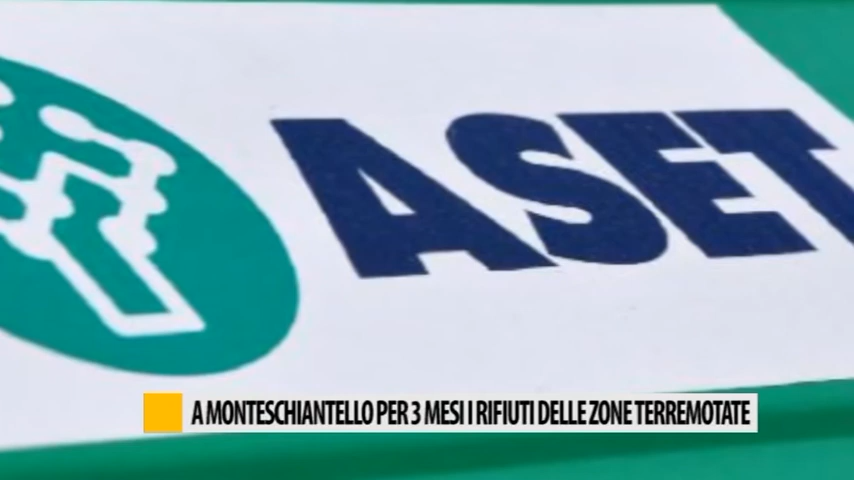 ASET
A MONTESCHIANTELLO PER 3 MESI I RIFIUTI DELLE ZONE TERREMOTATE